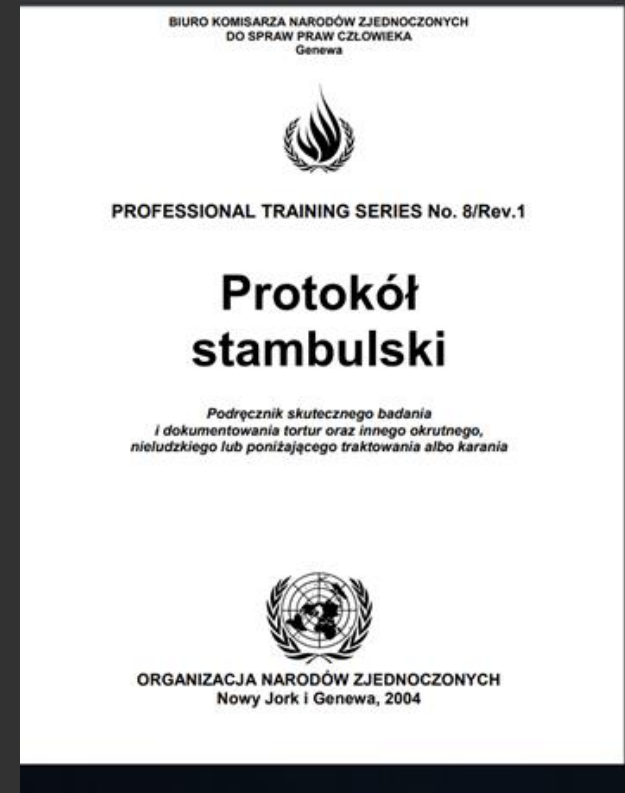 BIURO KOMISARZA NARODÓW ZJEDNOCZONYCH
DO SPRAW PRAW CZŁOWIEKA
Genewa
PROFESSIONAL TRAINING SERIES No. 8/Rev.1
Protokół
stambulski
Podręcznik skutecznego badania
i dokumentowania tortur oraz innego okrutnego,
nieludzkiego lub poniżającego traktowania albo karania
ORGANIZACJA NARODÓW ZJEDNOCZONYCH
Nowy Jork i Genewa, 2004